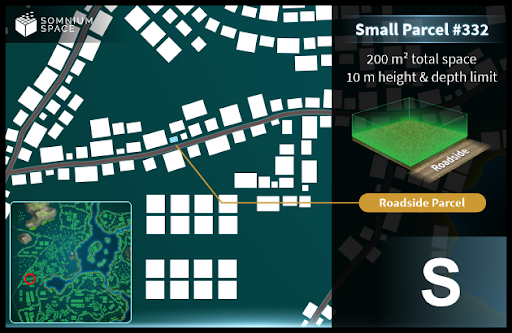 SOMNIUM
SPACE
Small Parcel #332
200 m² total space
10 m height & depth limit
Roadside
Roadside Parcel
S